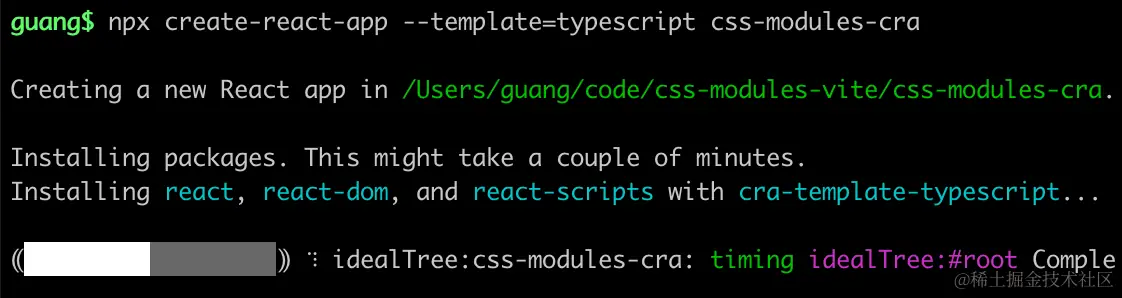 guang$ npx create-react-app --template=typescript css-modules-cra
Creating a new React app in /Users/guang/code/css-modules-vite/css-modules-cra.
Installing packages. This might take a couple of minutes.
Installing react, react-dom, and react-scripts with cra-template-typescript...
(( )) ⠹ idealTree:css-modules-cra: timing idealTree:#root Comple
@稀土掘金技术社区